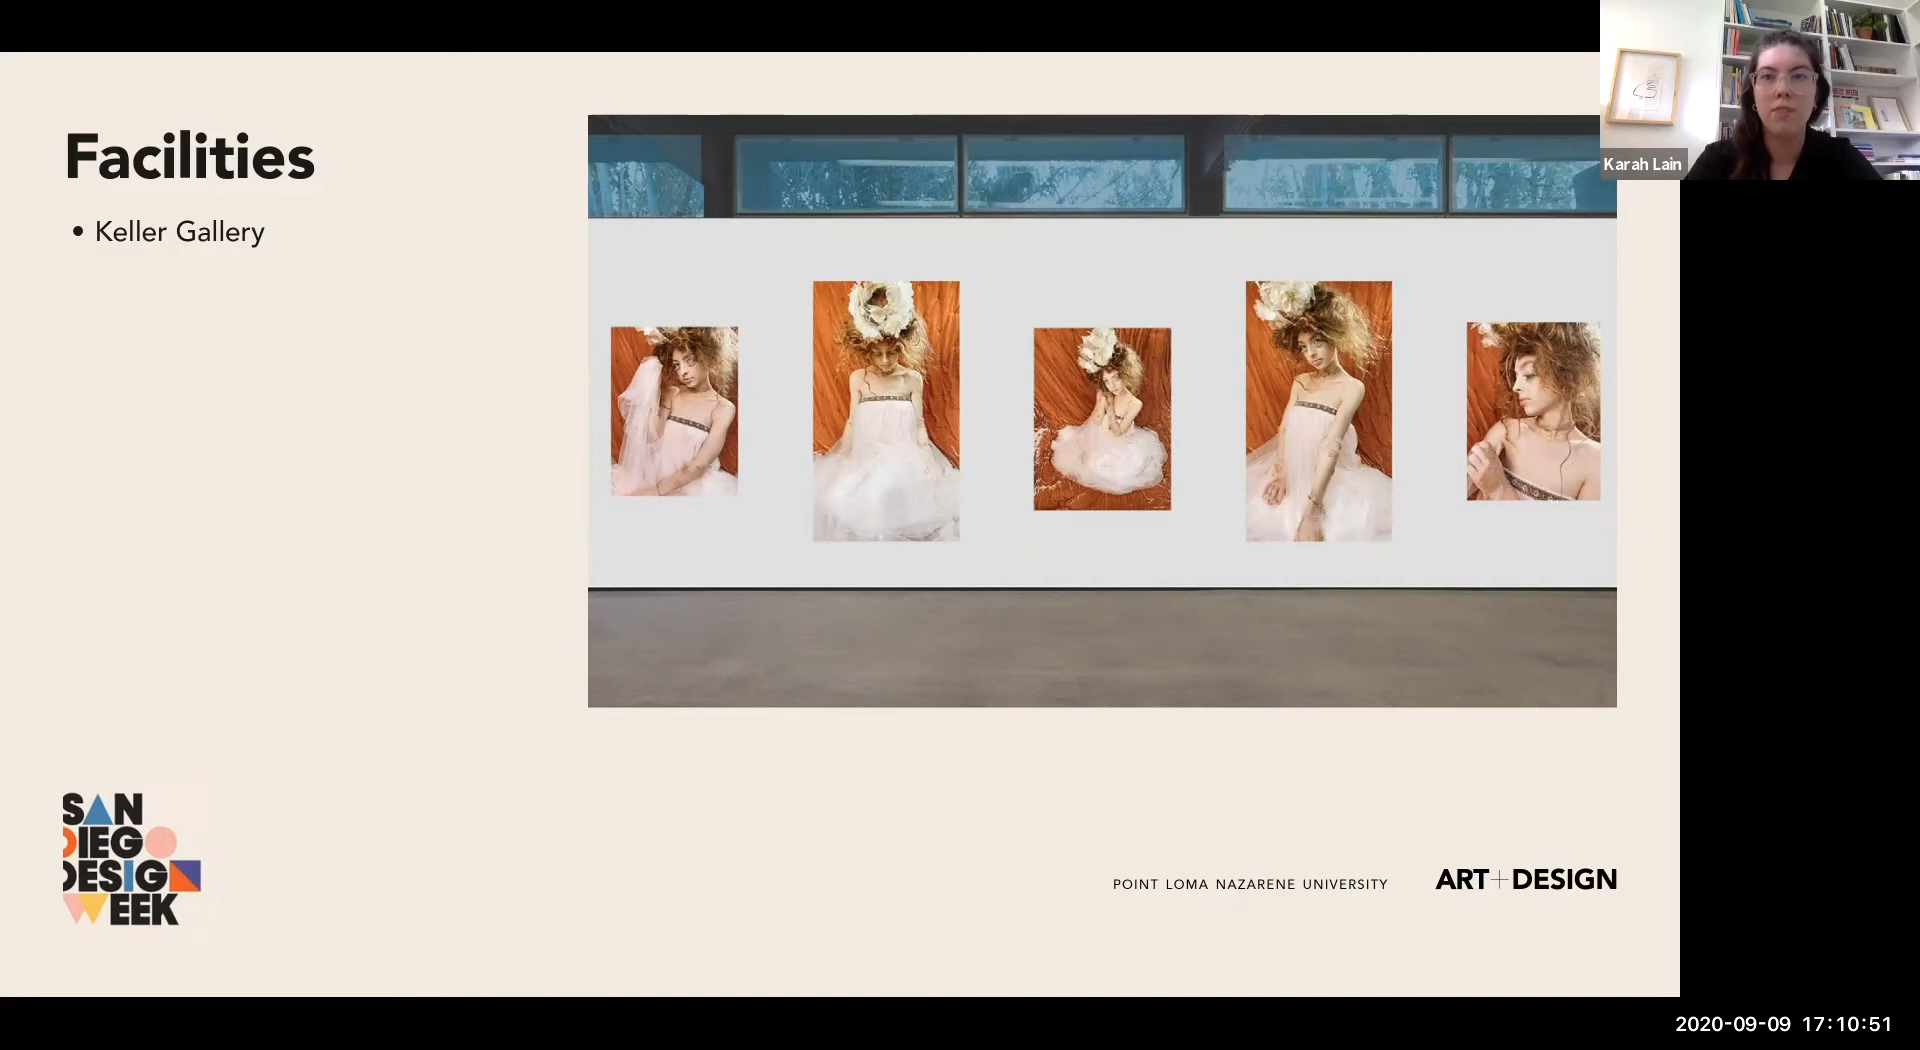 Facilities
• Keller Gallery
Karah Lain
SAN
DIEGO
DESIGN
WEEK
POINT LOMA NAZARENE UNIVERSITY
ART+DESIGN
2020-09-09 17:10:51